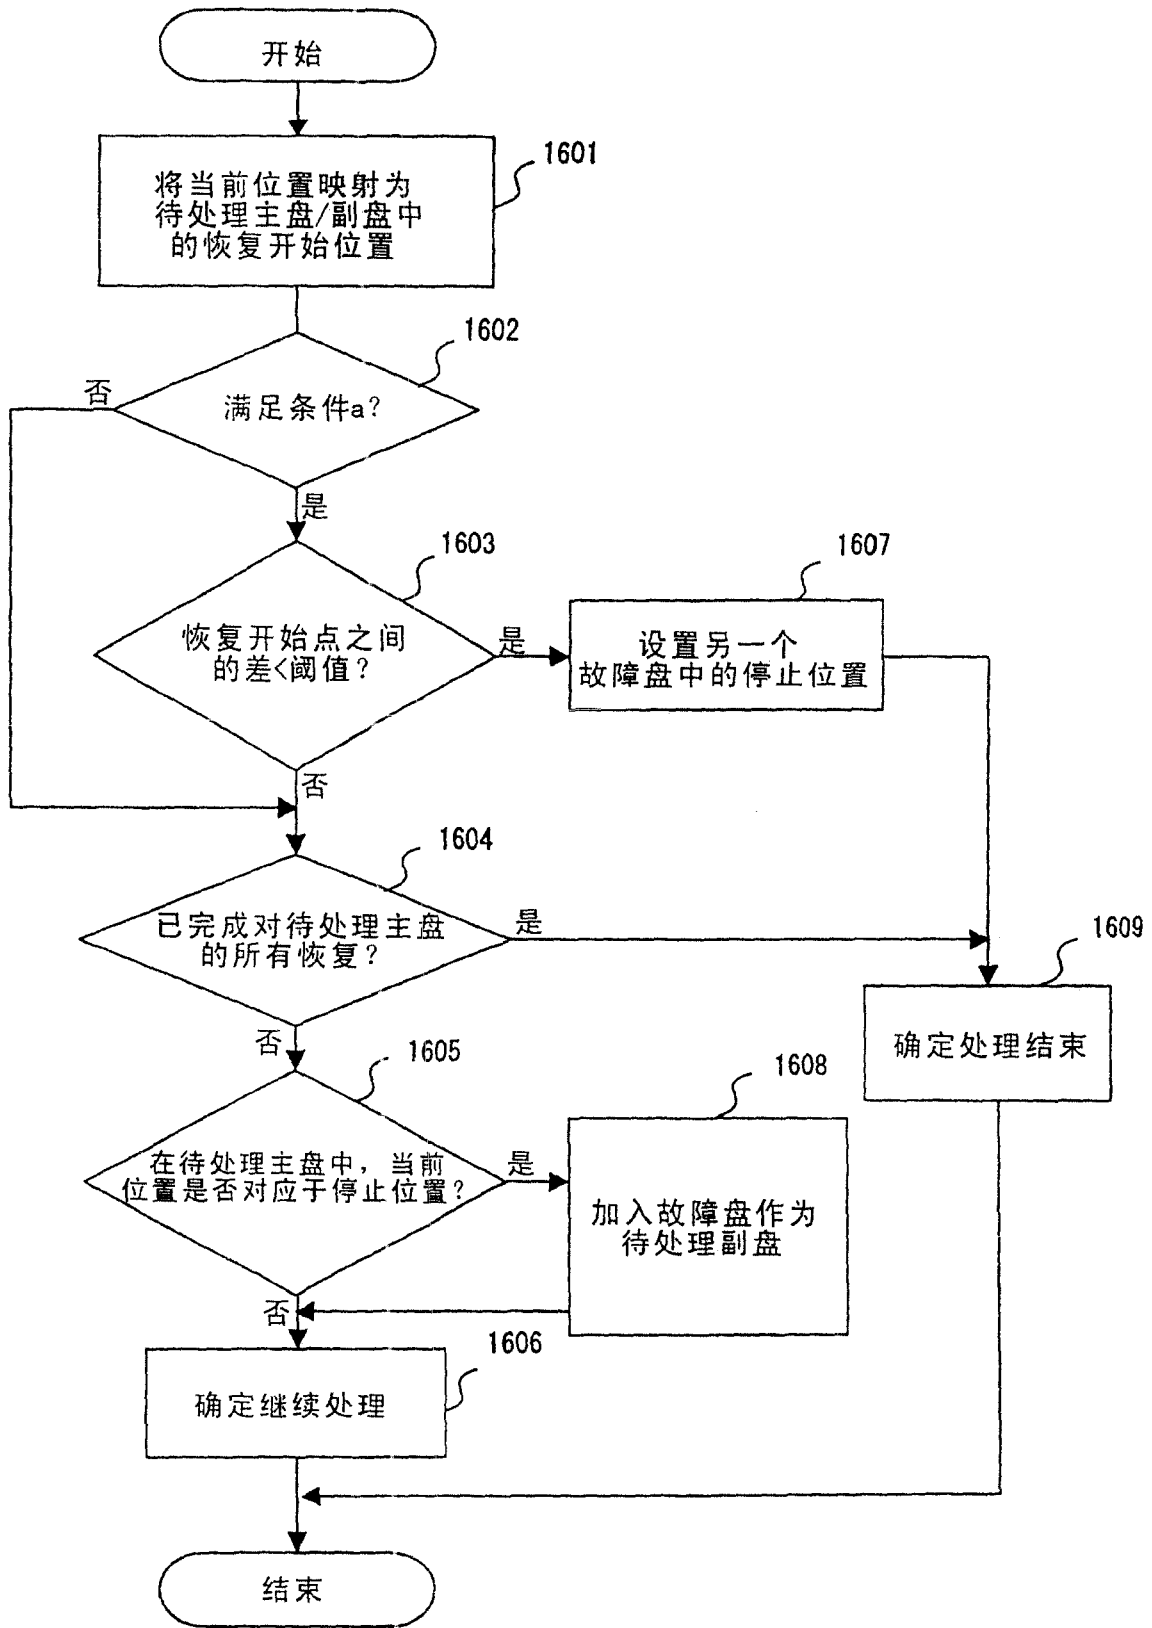 开始
1601
将当前位置映射为
待处理主盘/副盘中
的恢复开始位置
1602
否
满足条件a?
是
1603
1607
恢复开始点之间
的差<阈值?
是
设置另一个
故障盘中的停止位置
否
1604
已完成对待处理主盘
的所有恢复?
是
1609
确定处理结束
否
1605
1608
在待处理主盘中，当前
位置是否对应于停止位置?
是
加入故障盘作为
待处理副盘
否
1606
确定继续处理
结束